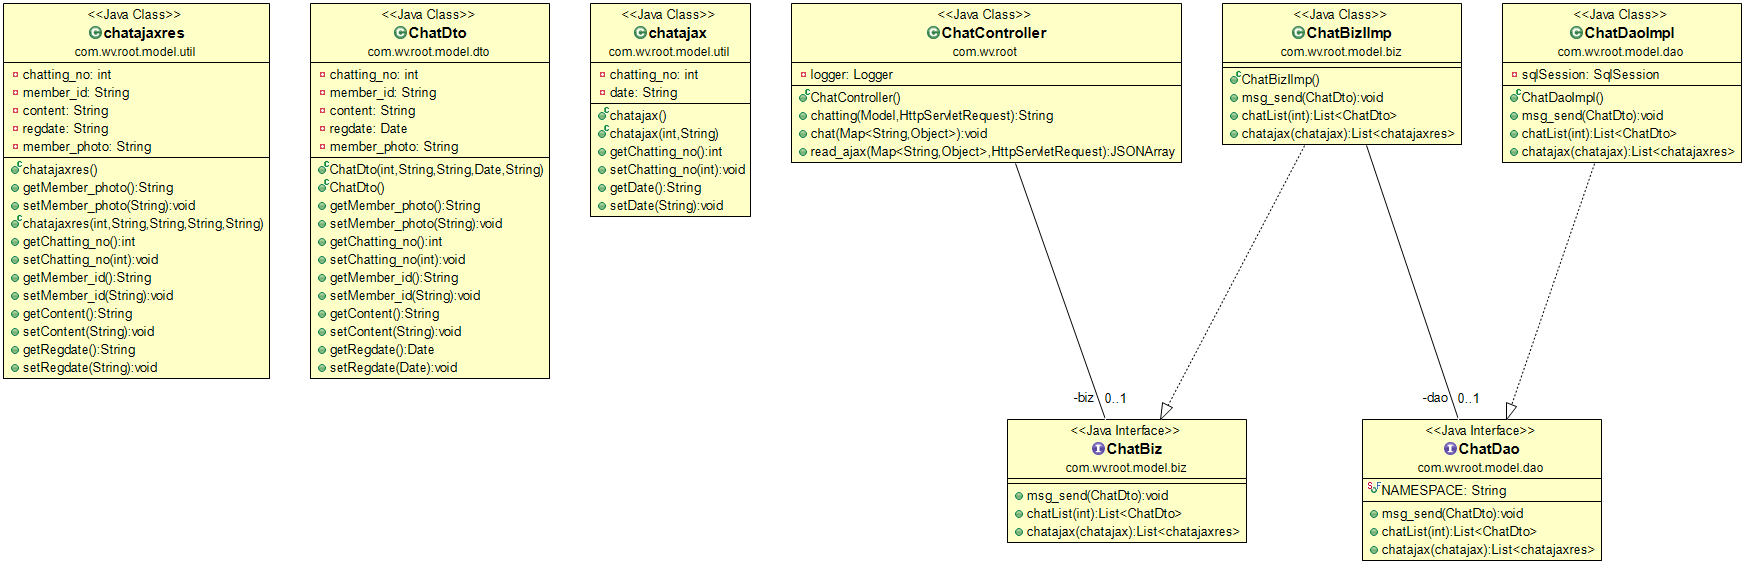 <<Java Class>>
chatajaxres
com.wv.root.model.util
chatting_no: int
member_id: String
content: String
regdate: String
member_photo: String
chatajaxres()
getMember_photo():String
setMember_photo(String):void
chatajaxres(int,String,String,String,String)
getChatting_no():int
setChatting_no(int):void
getMember_id():String
setMember_id(String):void
getContent():String
setContent(String):void
getRegdate():String
setRegdate(String):void
<<Java Class>>
ChatDto
com.wv.root.model.dto
chatting_no: int
member_id: String
content: String
regdate: Date
member_photo: String
ChatDto(int,String,String,Date,String)
ChatDto()
getMember_photo():String
setMember_photo(String):void
getChatting_no():int
setChatting_no(int):void
getMember_id():String
setMember_id(String):void
getContent():String
setContent(String):void
getRegdate():Date
setRegdate(Date):void
<<Java Class>>
chatajax
com.wv.root.model.util
chatting_no: int
date: String
chatajax()
chatajax(int,String)
getChatting_no():int
setChatting_no(int):void
getDate():String
setDate(String):void
<<Java Class>>
ChatController
com.wv.root
logger: Logger
ChatController()
chatting(Model,HttpServletRequest):String
chat(Map<String,Object>):void
read_ajax(Map<String,Object>,HttpServletRequest):JSONArray
<<Java Class>>
ChatBizIImp
com.wv.root.model.biz
ChatBizIImp()
msg_send(ChatDto):void
chatList(int):List<ChatDto>
chatajax(chatajax):List<chatajaxres>
<<Java Class>>
ChatDaoImpl
com.wv.root.model.dao
sqlSession: SqlSession
ChatDaoImpl()
msg_send(ChatDto):void
chatList(int):List<ChatDto>
chatajax(chatajax):List<chatajaxres>
-biz 0..1
-dao 0..1
<<Java Interface>>
ChatBiz
com.wv.root.model.biz
msg_send(ChatDto):void
chatList(int):List<ChatDto>
chatajax(chatajax):List<chatajaxres>
<<Java Interface>>
ChatDao
com.wv.root.model.dao
NAMESPACE: String
msg_send(ChatDto):void
chatList(int):List<ChatDto>
chatajax(chatajax):List<chatajaxres>